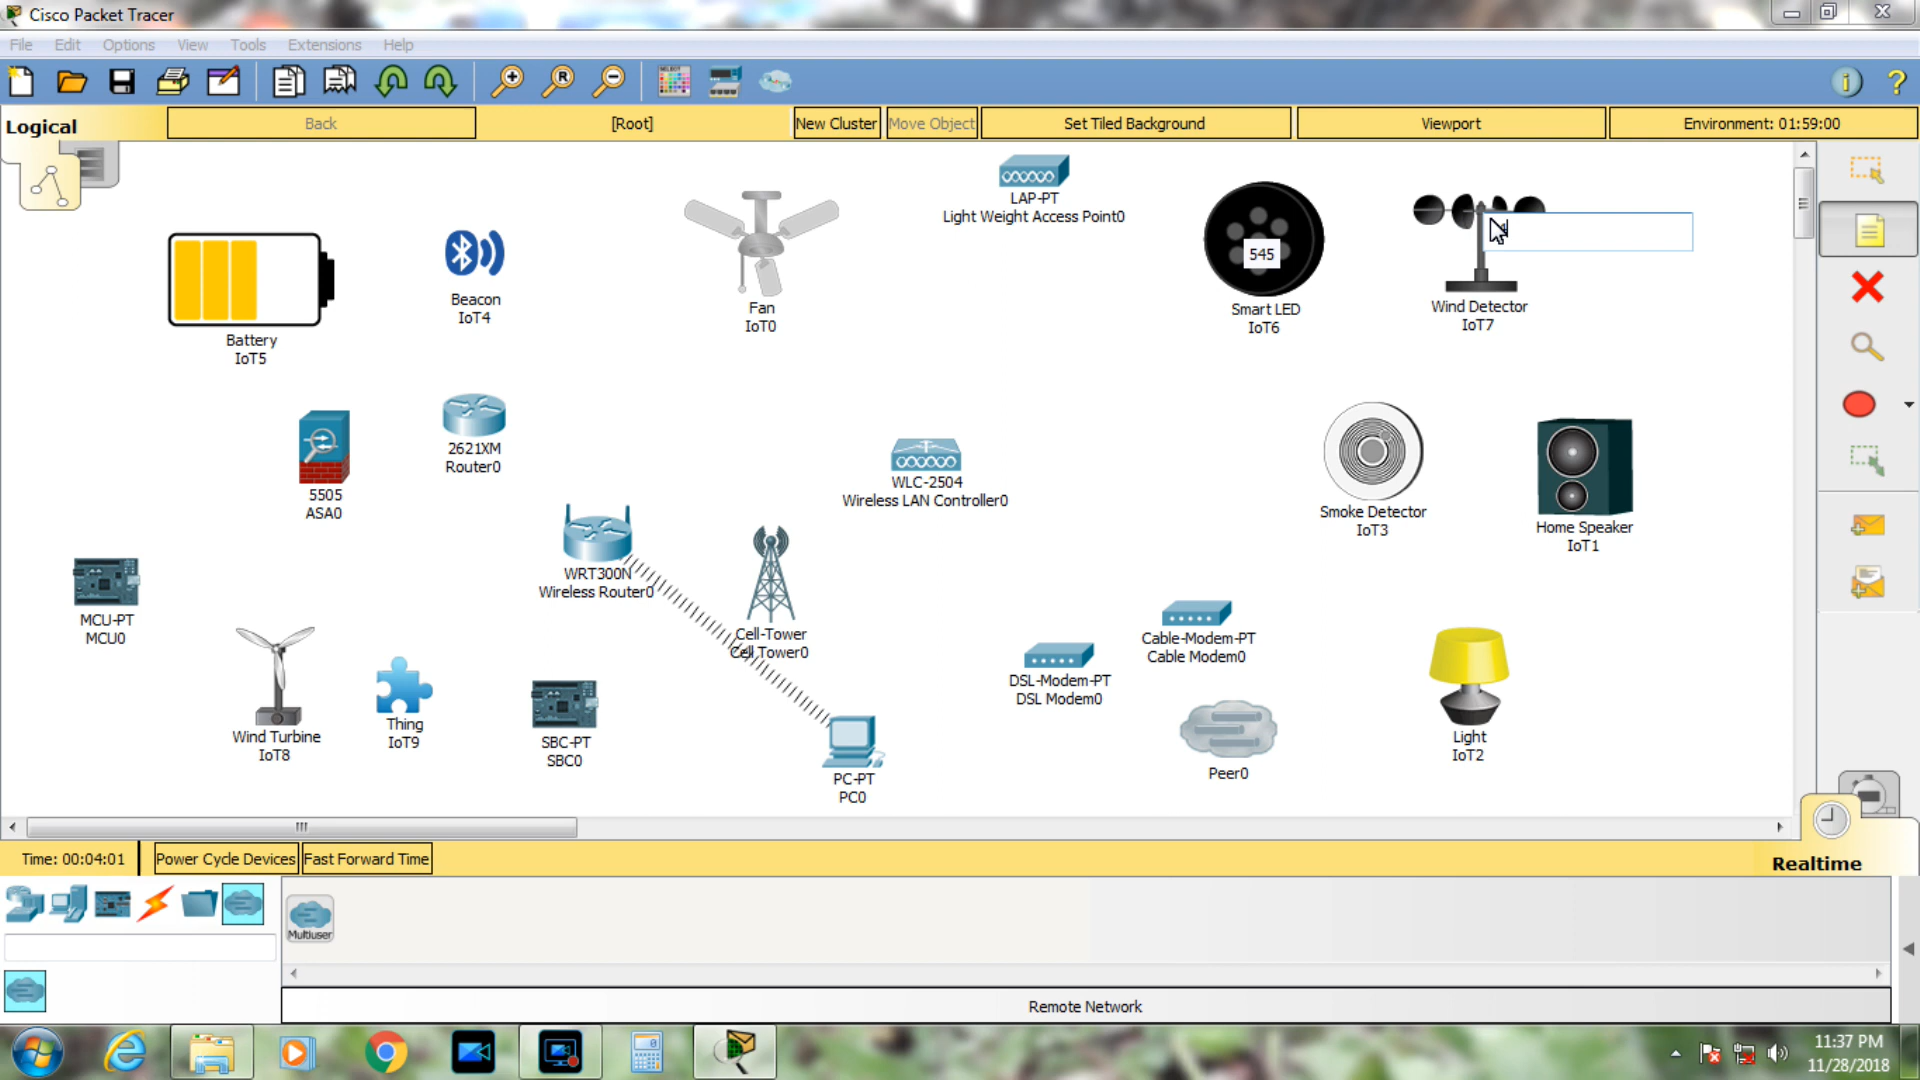 Cisco Packet Tracer
File Edit Options View Tools Extensions Help
Logical
Back
[Root]
New Cluster
Move Object
Set Tiled Background
Viewport
Environment: 01:59:00
LAP-PT
Light Weight Access Point0
545
Battery
IoT5
Beacon
IoT4
Fan
IoT0
Smart LED
IoT6
Wind Detector
IoT7
5505
ASA0
2621XM
Router0
WLC-2504
Wireless LAN Controller0
Smoke Detector
IoT3
Home Speaker
IoT1
WRT300N
Wireless Router0
MCU-PT
MCU0
Cell-Tower
Cell Tower0
Cable-Modem-PT
Cable Modem0
DSL-Modem-PT
DSL Modem0
Wind Turbine
IoT8
Thing
IoT9
SBC-PT
SBC0
PC-PT
PC0
Peer0
Light
IoT2
Time: 00:04:01
Power Cycle Devices
Fast Forward Time
Realtime
Multiuser
Remote Network
11:37 PM
11/28/2018